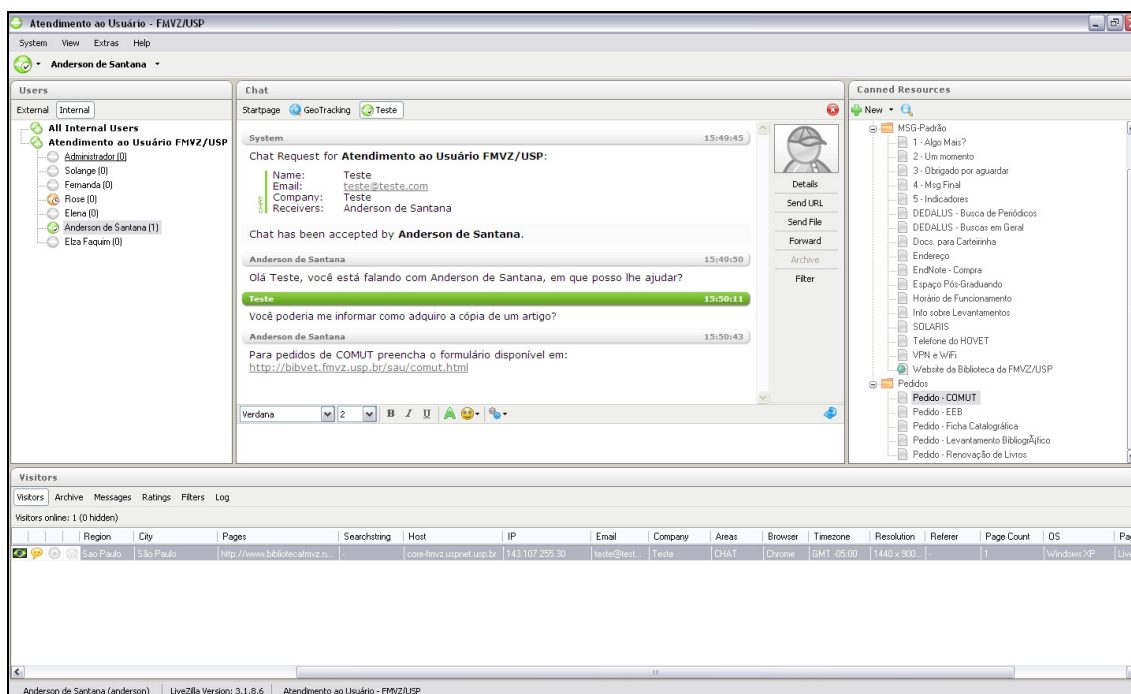 Atendimento ao Usuário - FMVZ/USP
System View Extras Help
Anderson de Santana
Users
External Internal
All Internal Users
Atendimento ao Usuário FMVZ/USP
Administrador (0)
Solange (0)
Fernanda (0)
Rose (0)
Elena (0)
Anderson de Santana (1)
Elza Faquim (0)
Chat
Startpage GeoTracking Teste
System 15:49:45
Chat Request for Atendimento ao Usuário FMVZ/USP:
CHAT
Name: Teste
Email: teste@teste.com
Company: Teste
Receivers: Anderson de Santana
Chat has been accepted by Anderson de Santana.
Anderson de Santana 15:49:50
Olá Teste, você está falando com Anderson de Santana, em que posso lhe ajudar?
Teste 15:50:11
Você poderia me informar como adquiro a cópia de um artigo?
Anderson de Santana 15:50:43
Para pedidos de COMUT preencha o formulário disponível em:
http://bibvet.fmvz.usp.br/sau/comut.html
Details
Send URL
Send File
Forward
Archive
Filter
Verdana 2 B I U A
Canned Resources
New
MSG-Padrão
1 - Algo Mais?
2 - Um momento
3 - Obrigado por aguardar
4 - Msg Final
5 - Indicadores
DEDALUS - Busca de Periódicos
DEDALUS - Buscas em Geral
Docs. para Carteirinha
Endereço
EndNote - Compra
Espaço Pós-Graduando
Horário de Funcionamento
Info sobre Levantamentos
SOLARIS
Telefone do HOVET
VPN e WiFi
Website da Biblioteca da FMVZ/USP
Pedidos
Pedido - COMUT
Pedido - EEB
Pedido - Ficha Catalográfica
Pedido - Levantamento BibliogrÃ¡fico
Pedido - Renovação de Livros
Visitors
Visitors Archive Messages Ratings Filters Log
Visitors online: 1 (0 hidden)
Region City Pages Searchstring Host IP Email Company Areas Browser Timezone Resolution Referer Page Count OS Pa
Sao Paulo São Paulo http://www.bibliotecafmvz.n... - core-fmvz.uspnet.usp.br 143.107.255.30 teste@test... Teste CHAT Chrome GMT -05:00 1440 x 900... - 1 Windows XP Live
Anderson de Santana (anderson) LiveZilla Version: 3.1.8.6 Atendimento ao Usuário - FMVZ/USP